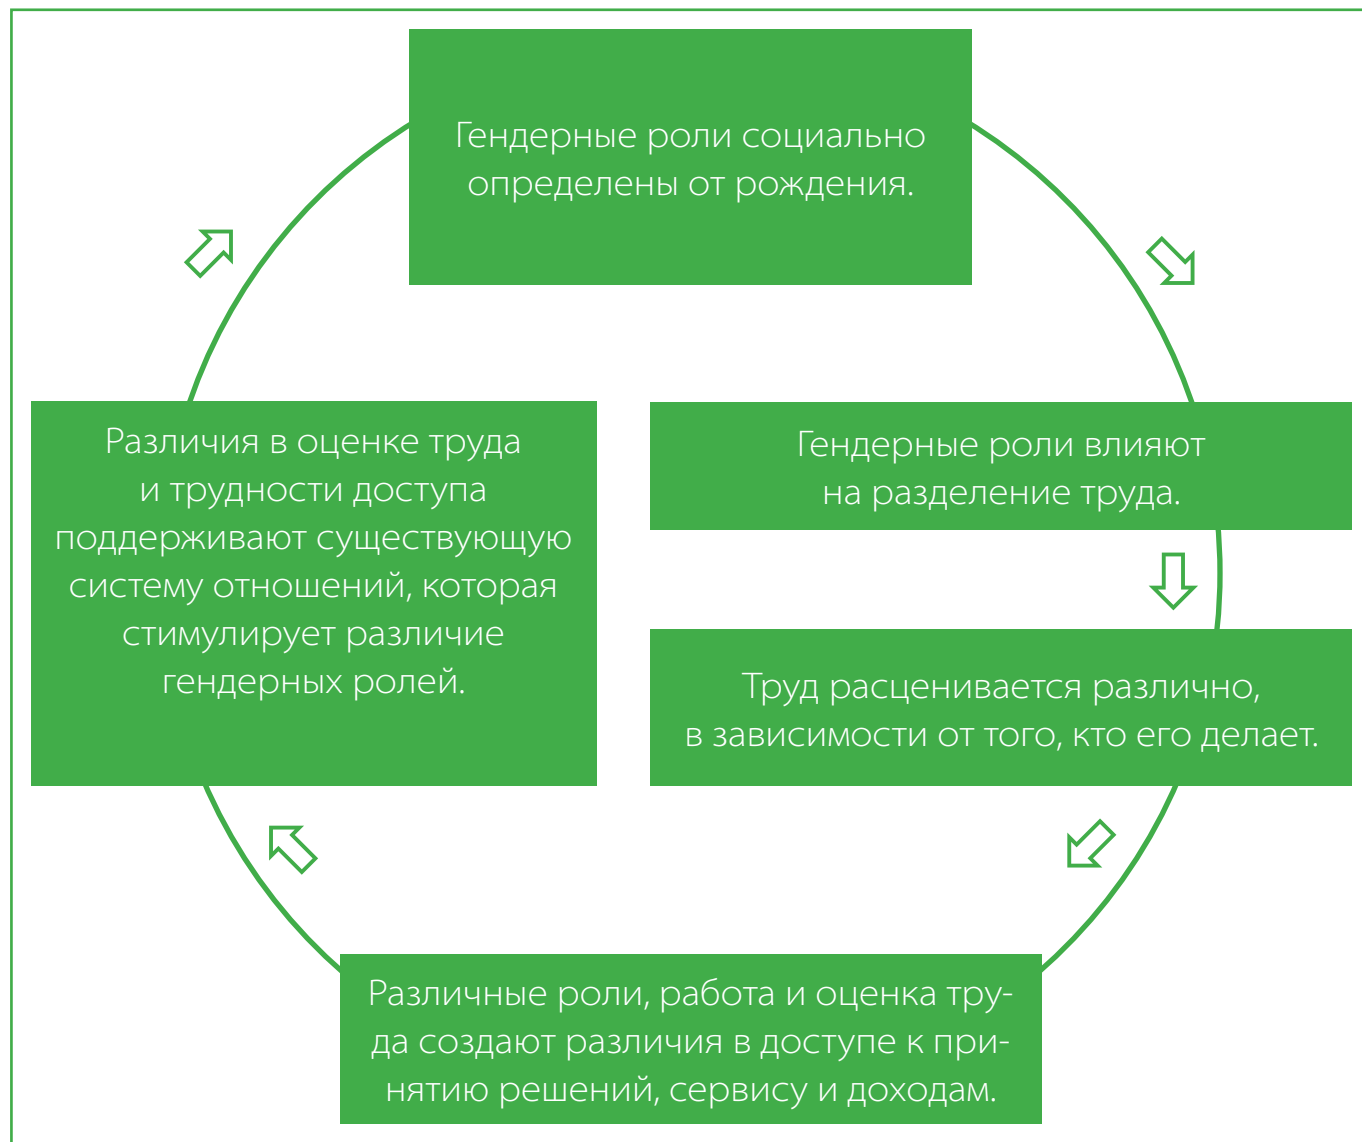 Гендерные роли социально
определены от рождения.
Гендерные роли влияют
на разделение труда.
Труд расценивается различно,
в зависимости от того, кто его делает.
Различные роли, работа и оценка тру-
да создают различия в доступе к при-
нятию решений, сервису и доходам.
Различия в оценке труда
и трудности доступа
поддерживают существующую
систему отношений, которая
стимулирует различие
гендерных ролей.